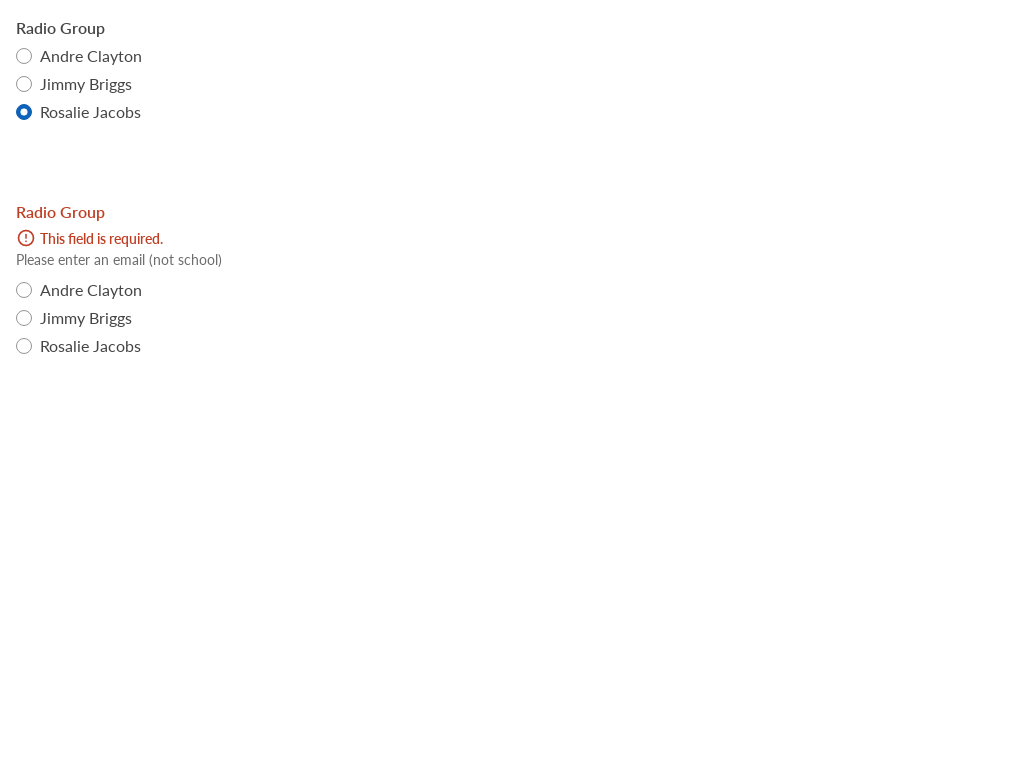 Radio Group
Andre Clayton
Jimmy Briggs
Rosalie Jacobs
Radio Group
This field is required.
Please enter an email (not school)
Andre Clayton
Jimmy Briggs
Rosalie Jacobs